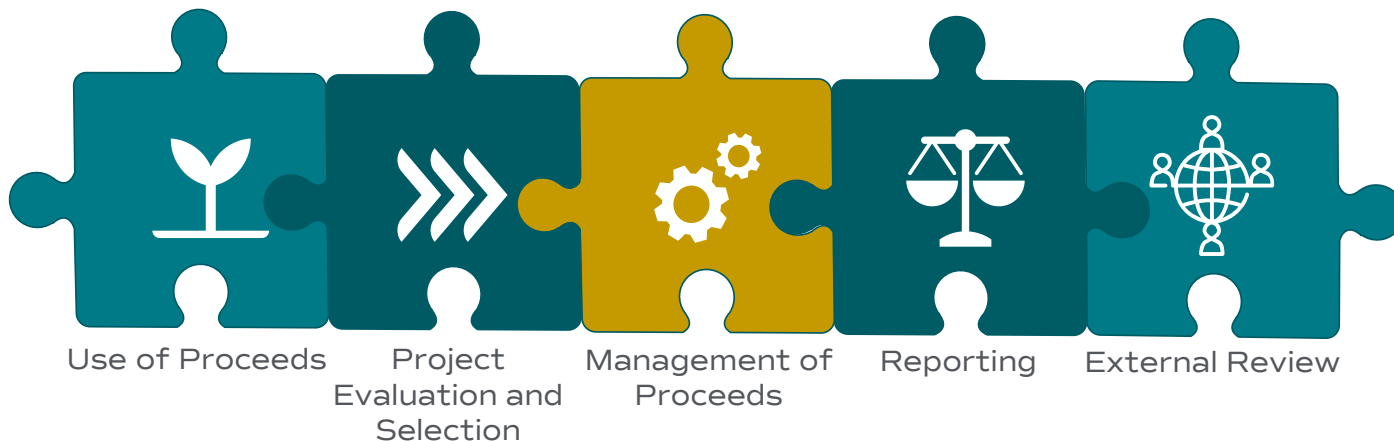 Use of Proceeds
Project
Evaluation and
Selection
Management of
Proceeds
Reporting
External Review